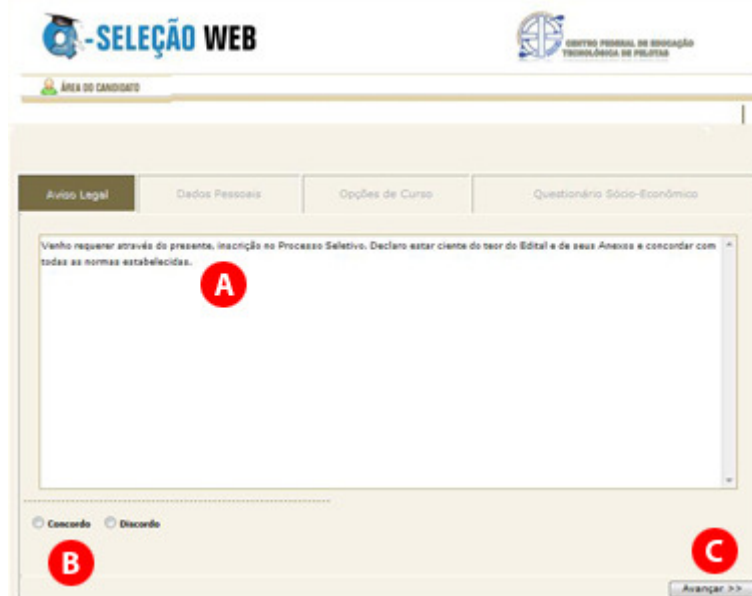 Q-SELEÇÃO WEB
CENTRO FEDERAL DE EDUCAÇÃO
TECNOLÓGICA DE PELOTAS
ÁREA DO CANDIDATO
Aviso Legal
Dados Pessoais
Opções de Curso
Questionário Sócio-Econômico
Venho requerer através do presente, inscrição no Processo Seletivo. Declaro estar ciente do teor do Edital e de seus Anexos e concordar com
todas as normas estabelecidas.
A
Concordo
Discordo
B
C
Avançar >>